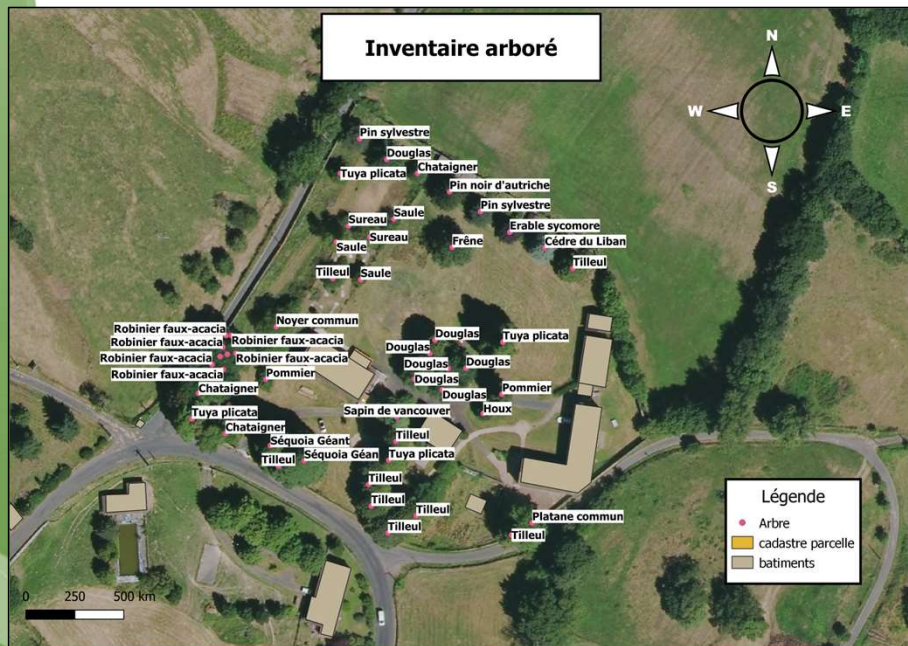 Inventaire arboré
N
W
E
S
Pin sylvestre
Douglas
Tuya plicata
Chataigner
Pin noir d'autriche
Pin sylvestre
Saule
Sureau
Erable sycomore
Sureau
Saule
Frêne
Cédre du Liban
Tilleul
Tilleul
Saule
Noyer commun
Robinier faux-acacia
Robinier faux-acacia
Robinier faux-acacia
Robinier faux-acacia
Robinier faux-acacia
Robinier faux-acacia
Douglas
Tuya plicata
Douglas
Douglas
Douglas
Pommier
Douglas
Chataigner
Douglas
Pommier
Houx
Tuya plicata
Sapin de vancouver
Chataigner
Séquoia Géant
Tilleul
Tilleul
Séquoia Géan
Tuya plicata
Tilleul
Tilleul
Tilleul
Tilleul
Platane commun
Tilleul
Légende
Arbre
cadastre parcelle
batiments
0 250 500 km